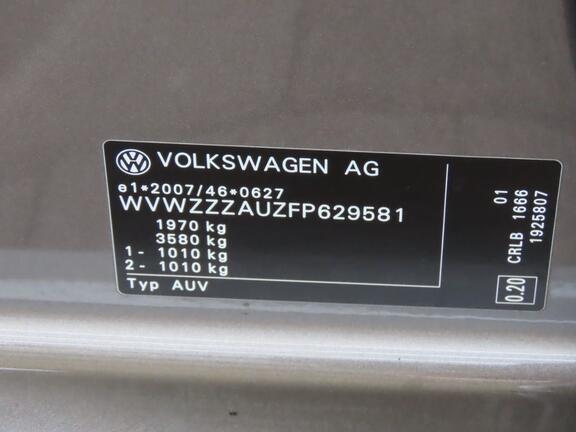 VOLKSWAGEN AG
e1*2007/46*0627
WVWZZZAUZFP629581
1970 kg
3580 kg
1- 1010 kg
2- 1010 kg
Typ AUV
01
CRLB 1666
1925807
0.20